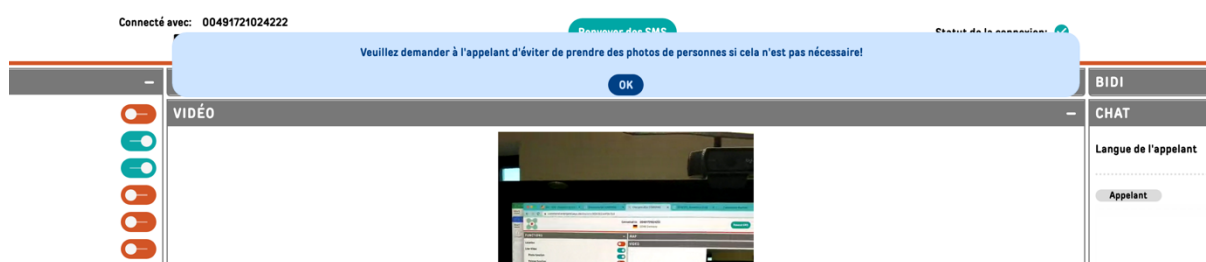 Connecté avec: 00491721024222
Renvoyer des SMS
Statut de la connexion:
Veuillez demander à l'appelant d'éviter de prendre des photos de personnes si cela n'est pas nécessaire!
OK
BIDI
VIDÉO
CHAT
Langue de l'appelant
Appelant